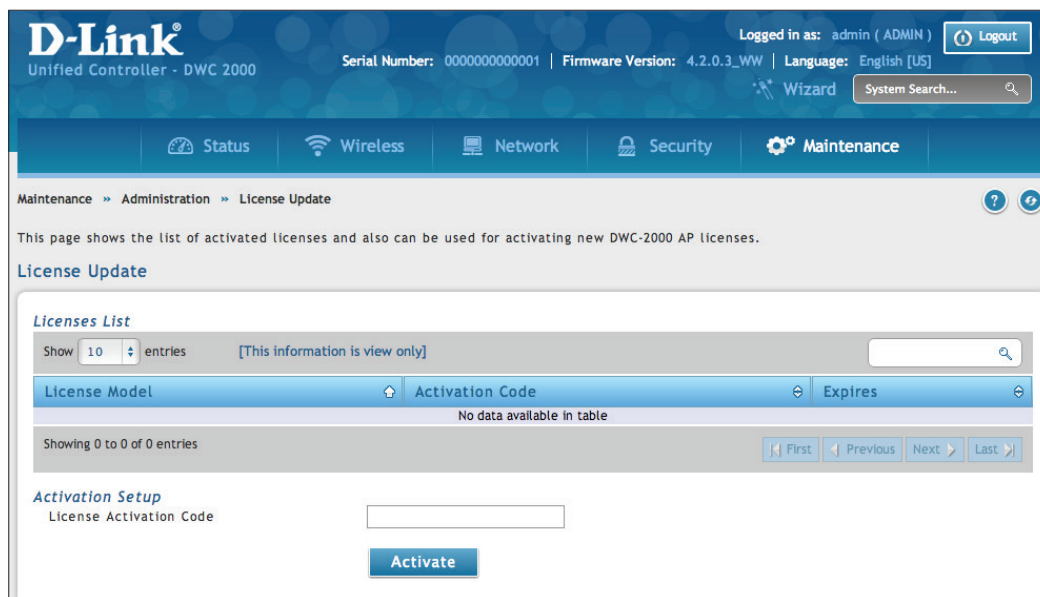 D-Link®
Unified Controller - DWC 2000
Logged in as: admin ( ADMIN )
Logout
Serial Number: 0000000000001 | Firmware Version: 4.2.0.3_WW | Language: English [US]
Wizard
System Search...
Status
Wireless
Network
Security
Maintenance
Maintenance » Administration » License Update
?
This page shows the list of activated licenses and also can be used for activating new DWC-2000 AP licenses.
License Update
Licenses List
Show 10 entries [This information is view only]
License Model Activation Code Expires
No data available in table
Showing 0 to 0 of 0 entries
First Previous Next Last
Activation Setup
License Activation Code
Activate